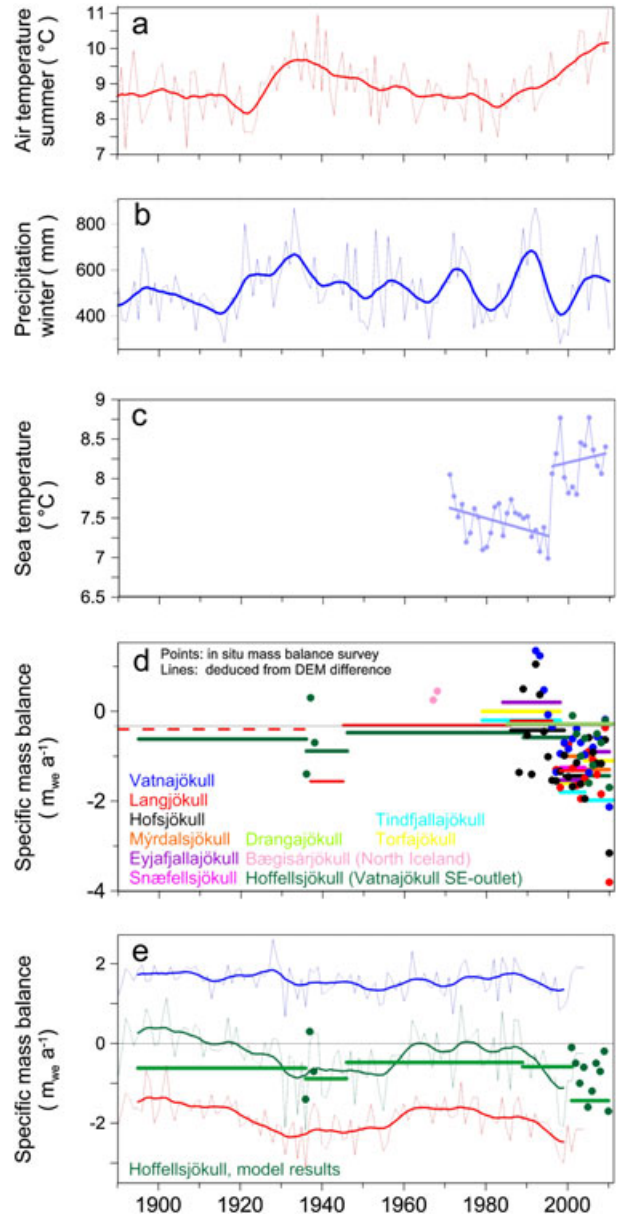 a
Air temperature
summer ( °C )
11
10
9
8
7
b
Precipitation
winter ( mm )
800
600
400
c
Sea temperature
( °C )
9
8.5
8
7.5
7
6.5
d
Points: in situ mass balance survey
Lines: deduced from DEM difference
Specific mass balance
( m we a-1 )
0
-2
-4
Vatnajökull
Langjökull
Hofsjökull
Tindfjallajökull
Mýrdalsjökull
Drangajökull
Torfajökull
Eyjafjallajökull
Bægisárjökull (North Iceland)
Snæfellsjökull
Hoffellsjökull (Vatnajökull SE-outlet)
e
Specific mass balance
( m we a-1 )
2
0
-2
Hoffellsjökull, model results
1900 1920 1940 1960 1980 2000